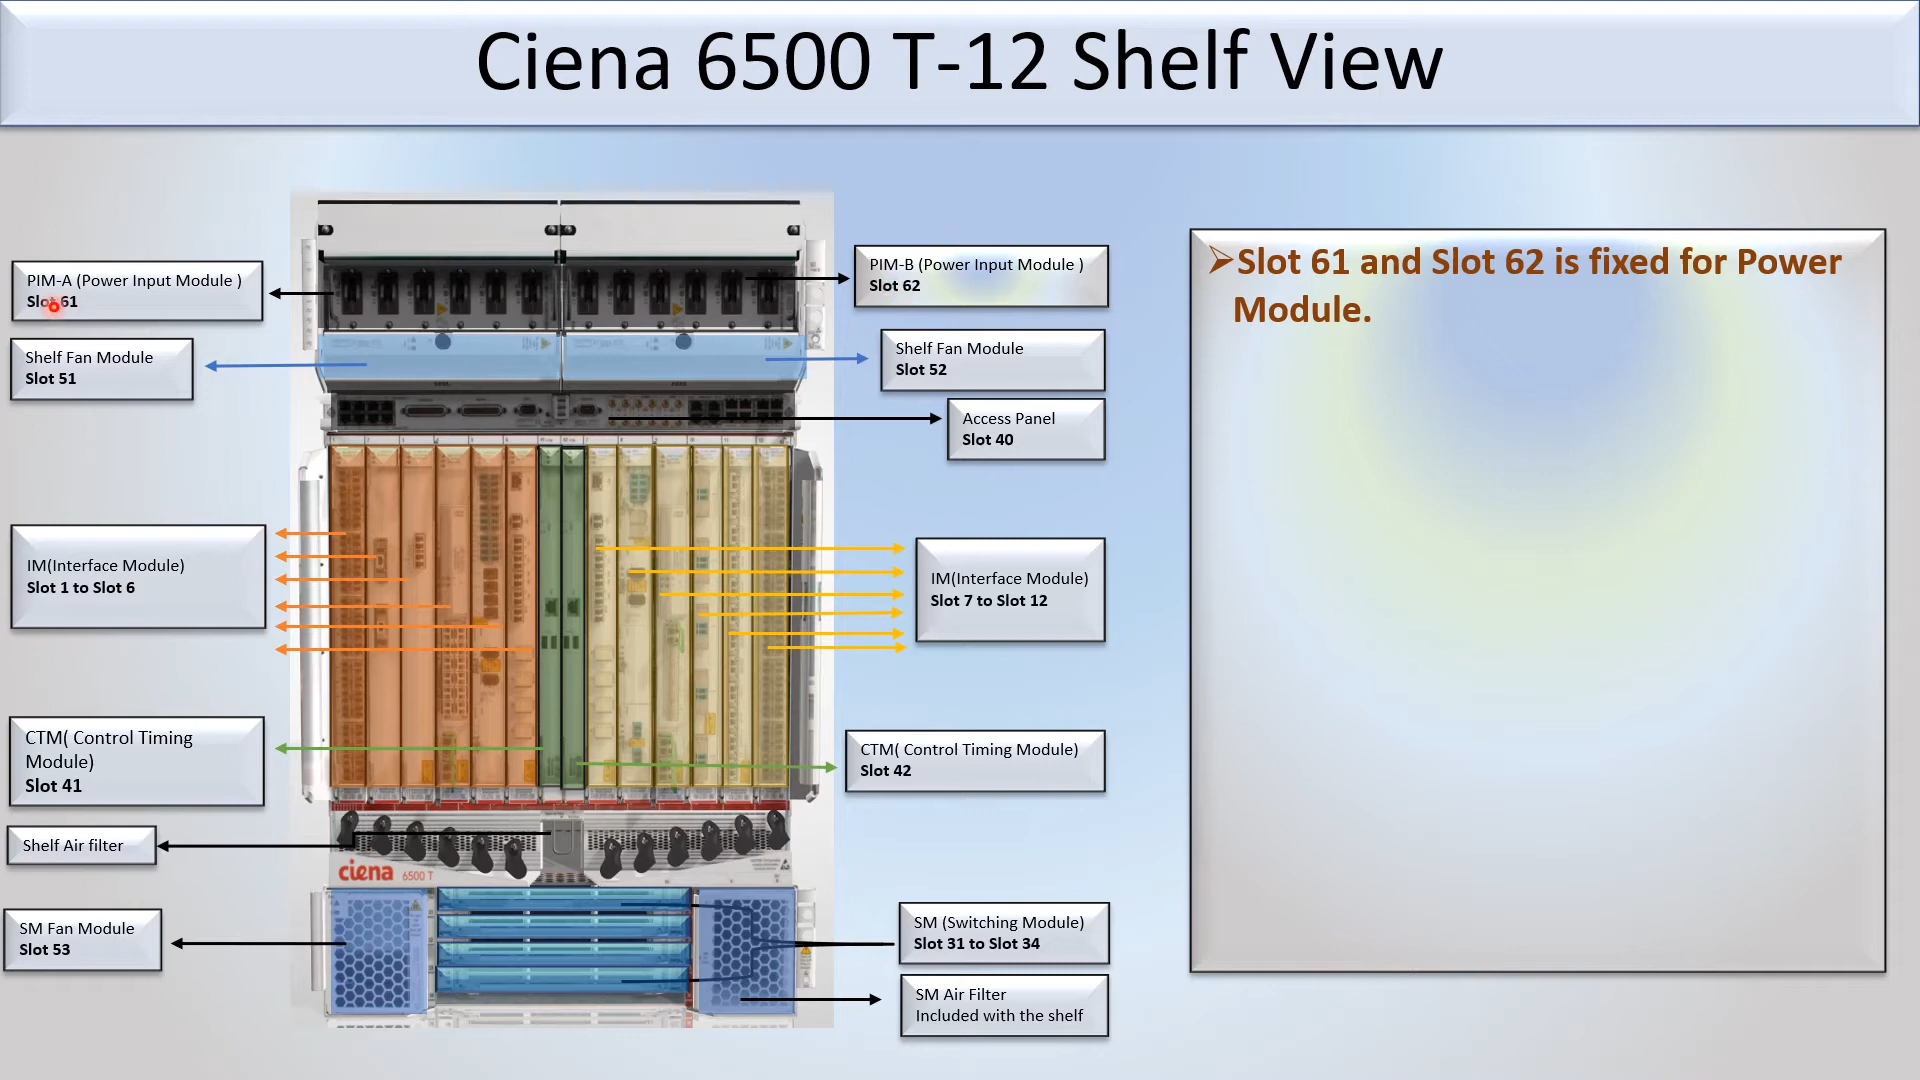 Ciena 6500 T-12 Shelf View
PIM-A (Power Input Module )
Slot 61
Shelf Fan Module
Slot 51
IM(Interface Module)
Slot 1 to Slot 6
CTM( Control Timing
Module)
Slot 41
Shelf Air filter
SM Fan Module
Slot 53
ciena 6500 T
PIM-B (Power Input Module )
Slot 62
Shelf Fan Module
Slot 52
Access Panel
Slot 40
IM(Interface Module)
Slot 7 to Slot 12
CTM( Control Timing Module)
Slot 42
SM (Switching Module)
Slot 31 to Slot 34
SM Air Filter
Included with the shelf
➢Slot 61 and Slot 62 is fixed for Power
Module.